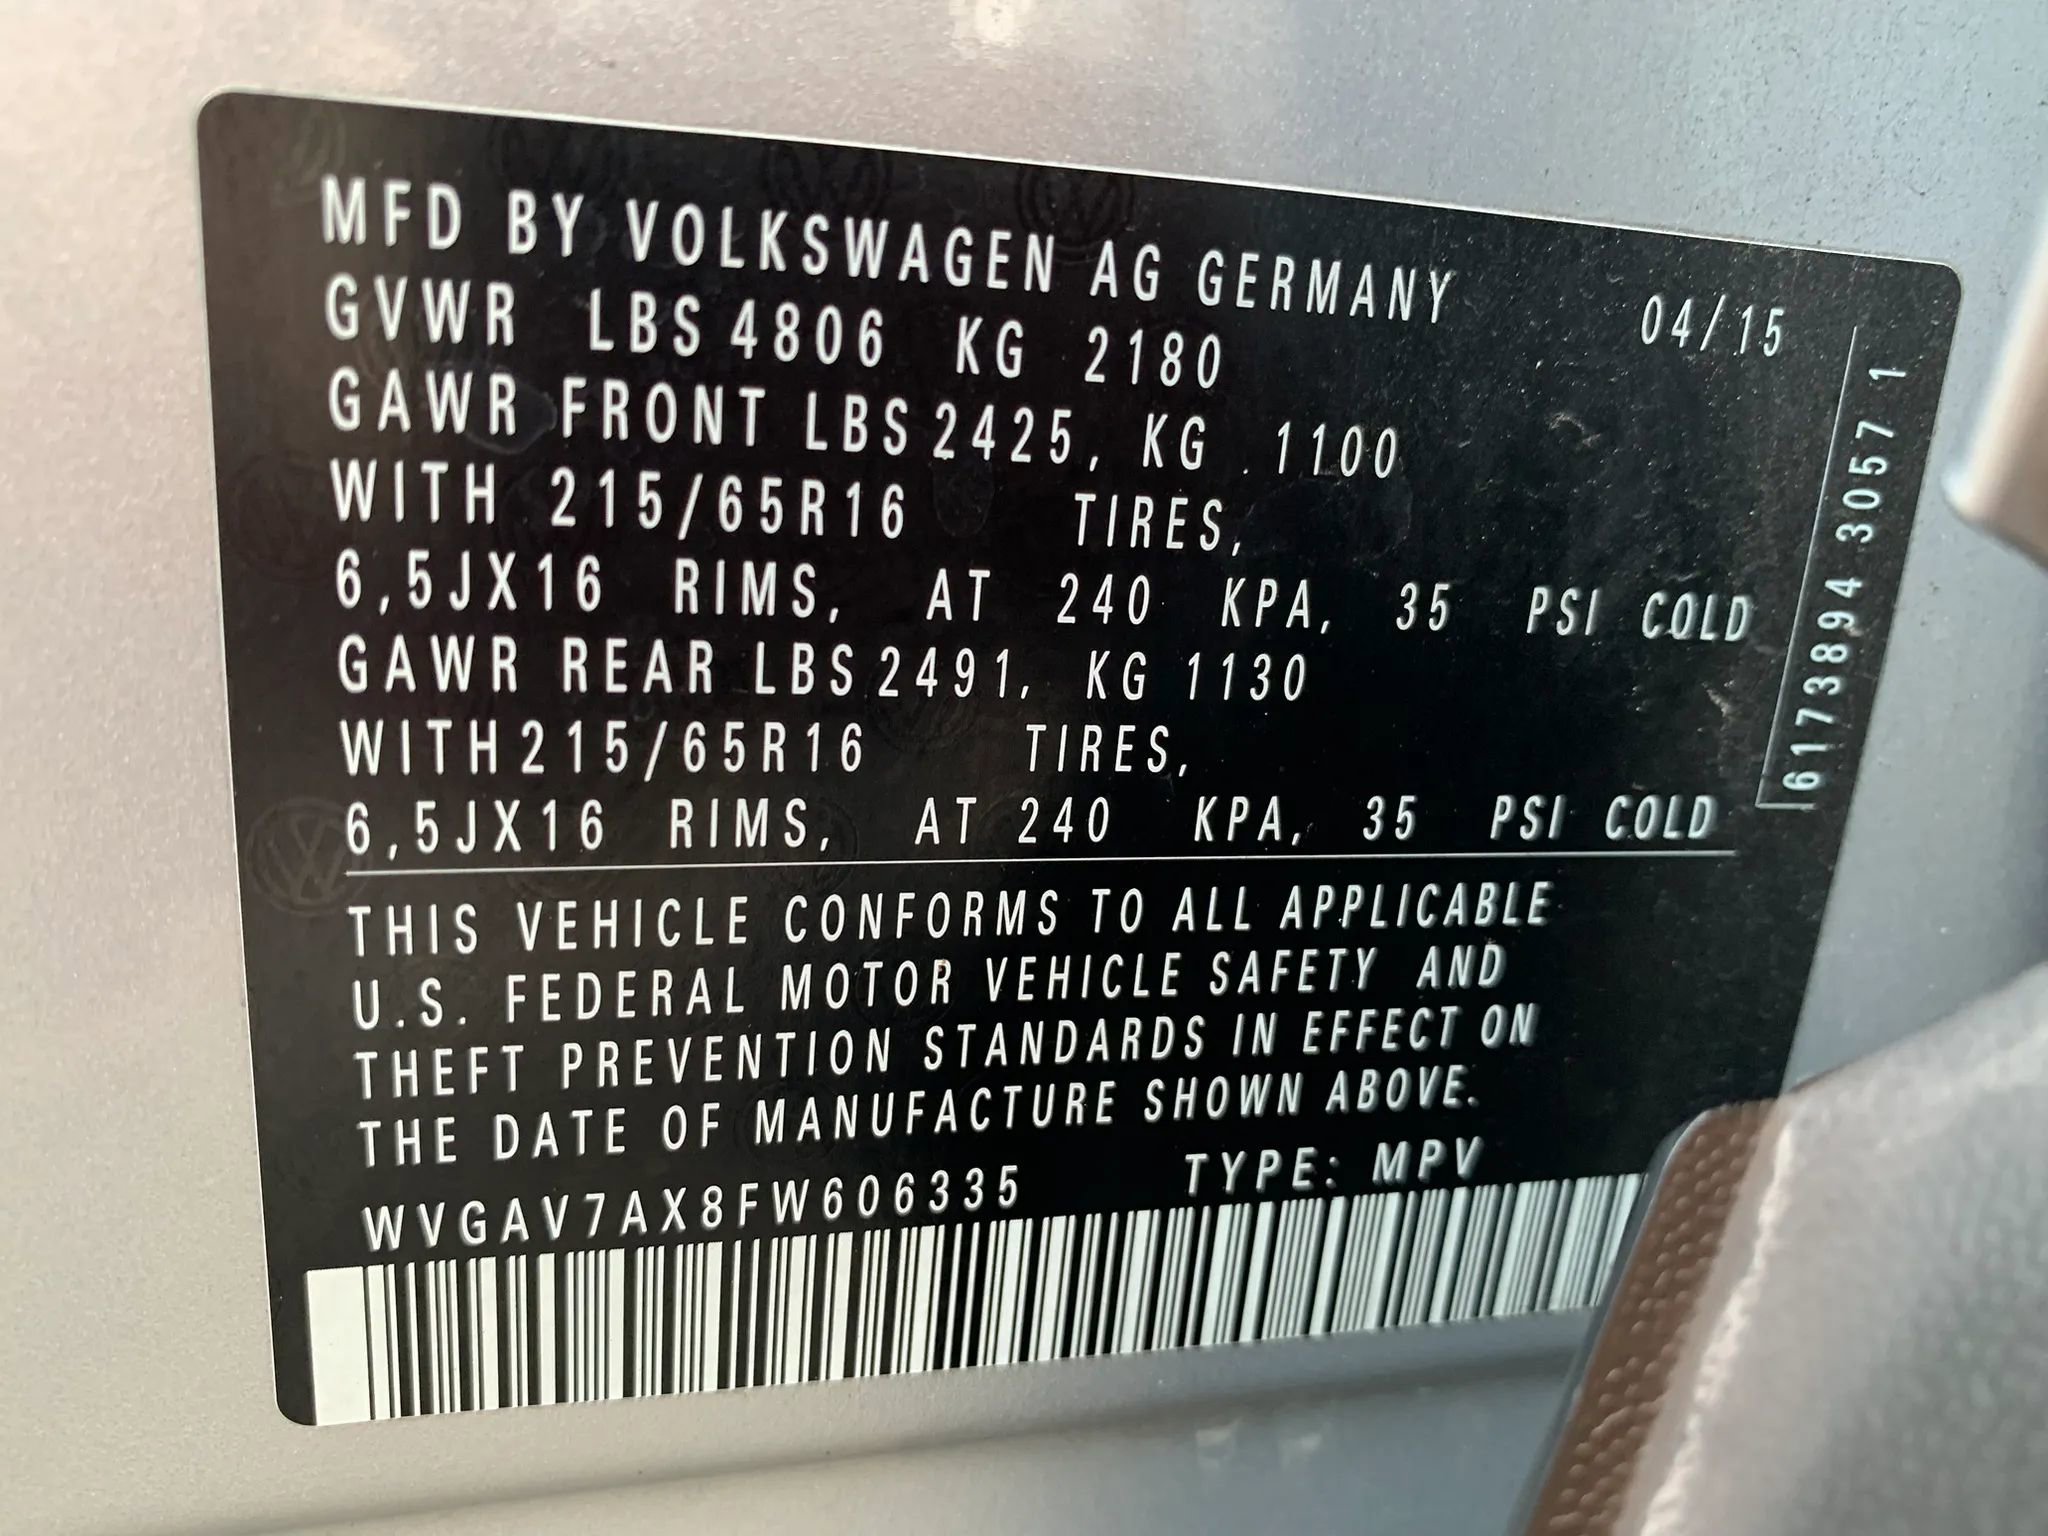 MFD BY VOLKSWAGEN AG GERMANY 04/15
GVWR LBS 4806 KG 2180
GAWR FRONT LBS 2425, KG 1100
WITH 215/65R16 TIRES,
6,5JX16 RIMS, AT 240 KPA, 35 PSI COLD
GAWR REAR LBS 2491, KG 1130
WITH 215/65R16 TIRES,
6,5JX16 RIMS, AT 240 KPA, 35 PSI COLD
THIS VEHICLE CONFORMS TO ALL APPLICABLE
U.S. FEDERAL MOTOR VEHICLE SAFETY AND
THEFT PREVENTION STANDARDS IN EFFECT ON
THE DATE OF MANUFACTURE SHOWN ABOVE.
WVGAV7AX8FW606335 TYPE: MPV
6173894 3057 1